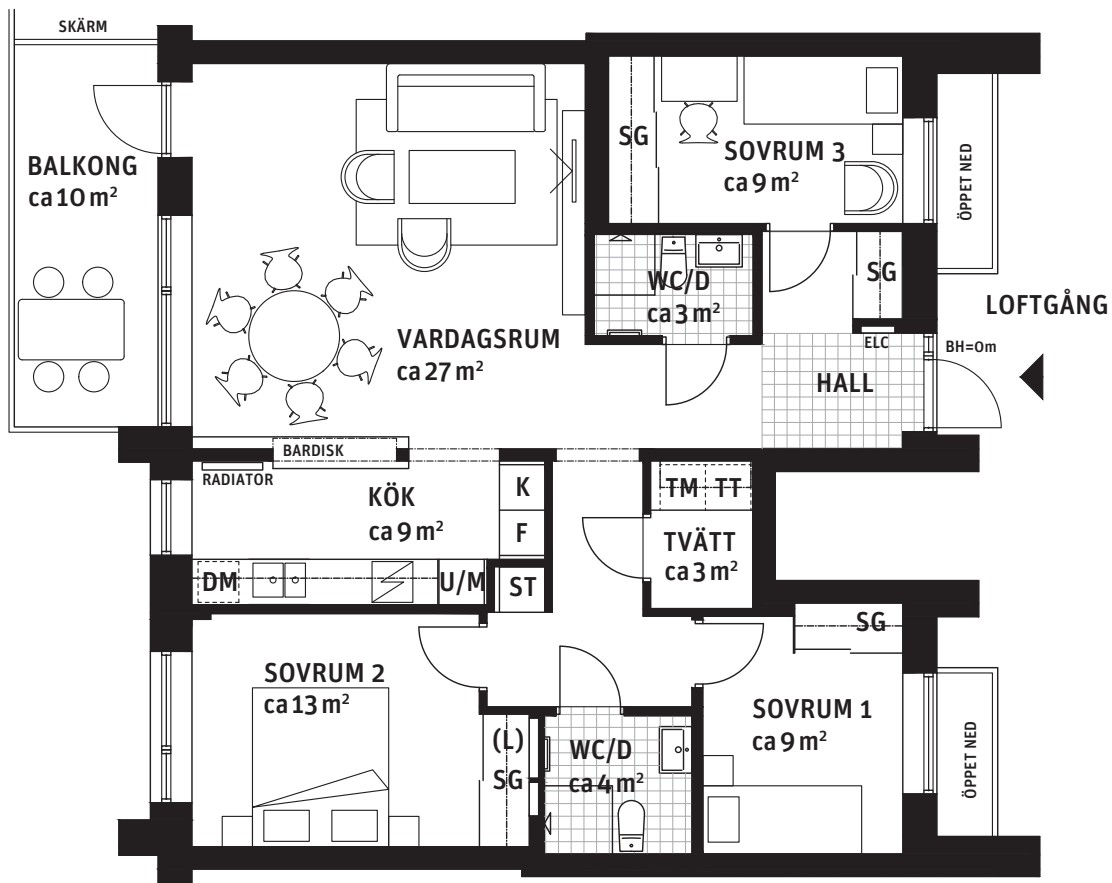 SKÄRM
BALKONG
ca 10 m²
SG
SOVRUM 3
ca 9 m²
ÖPPET NED
WC/D
ca 3 m²
SG
LOFTGÅNG
ELC
BH=0m
VARDAGSRUM
ca 27 m²
HALL
BARDISK
RADIATOR
KÖK
ca 9 m²
K
F
TM TT
TVÄTT
ca 3 m²
DM
U/M
ST
SOVRUM 2
ca 13 m²
SG
SOVRUM 1
ca 9 m²
(L)
SG
WC/D
ca 4 m²
ÖPPET NED